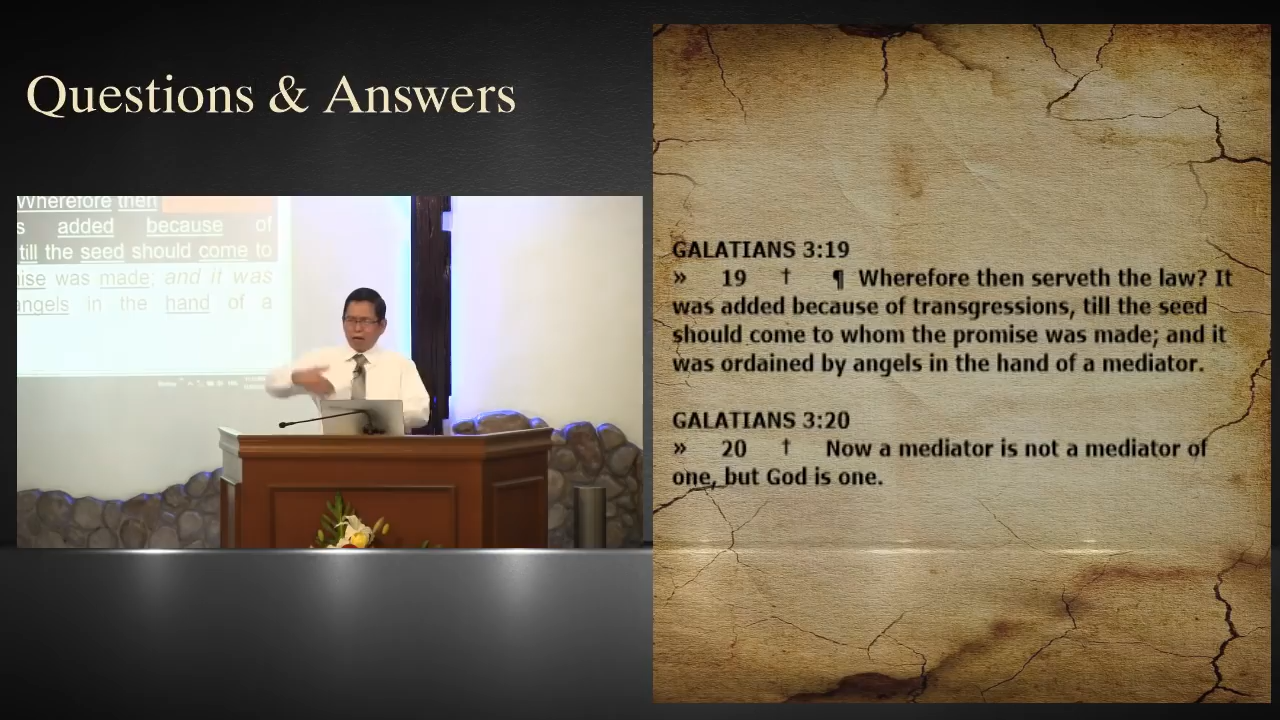 Questions & Answers
Wherefore then
s added because of
till the seed should come to
ise was made; and it was
angels in the hand of a
GALATIANS 3:19
» 19 † ¶ Wherefore then serveth the law? It
was added because of transgressions, till the seed
should come to whom the promise was made; and it
was ordained by angels in the hand of a mediator.
GALATIANS 3:20
» 20 † Now a mediator is not a mediator of
one, but God is one.